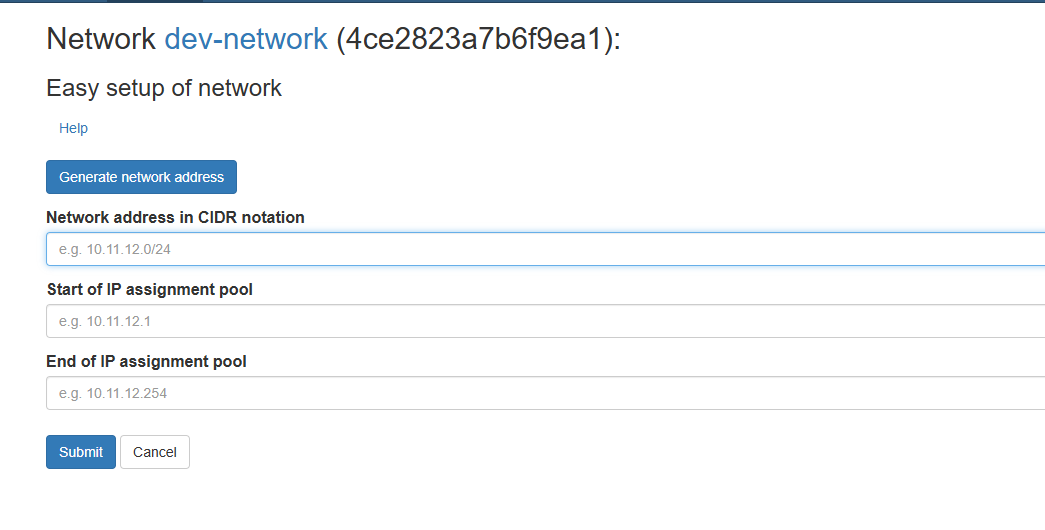 Network dev-network (4ce2823a7b6f9ea1):
Easy setup of network
Help
Generate network address
Network address in CIDR notation
e.g. 10.11.12.0/24
Start of IP assignment pool
e.g. 10.11.12.1
End of IP assignment pool
e.g. 10.11.12.254
Submit Cancel